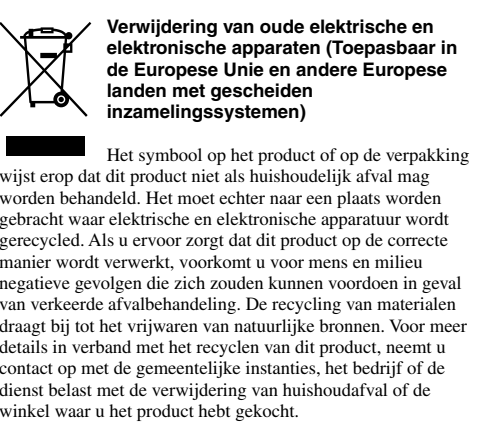 Verwijdering van oude elektrische en
elektronische apparaten (Toepasbaar in
de Europese Unie en andere Europese
landen met gescheiden
inzamelingssystemen)
Het symbool op het product of op de verpakking
wijst erop dat dit product niet als huishoudelijk afval mag
worden behandeld. Het moet echter naar een plaats worden
gebracht waar elektrische en elektronische apparatuur wordt
gerecycled. Als u ervoor zorgt dat dit product op de correcte
manier wordt verwerkt, voorkomt u voor mens en milieu
negatieve gevolgen die zich zouden kunnen voordoen in geval
van verkeerde afvalbehandeling. De recycling van materialen
draagt bij tot het vrijwaren van natuurlijke bronnen. Voor meer
details in verband met het recyclen van dit product, neemt u
contact op met de gemeentelijke instanties, het bedrijf of de
dienst belast met de verwijdering van huishoudafval of de
winkel waar u het product hebt gekocht.